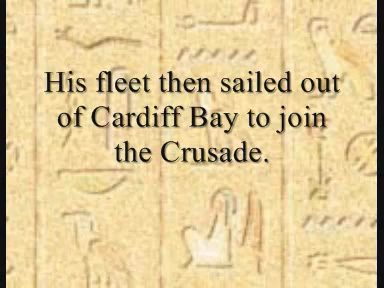 His fleet then sailed out
of Cardiff Bay to join
the Crusade.